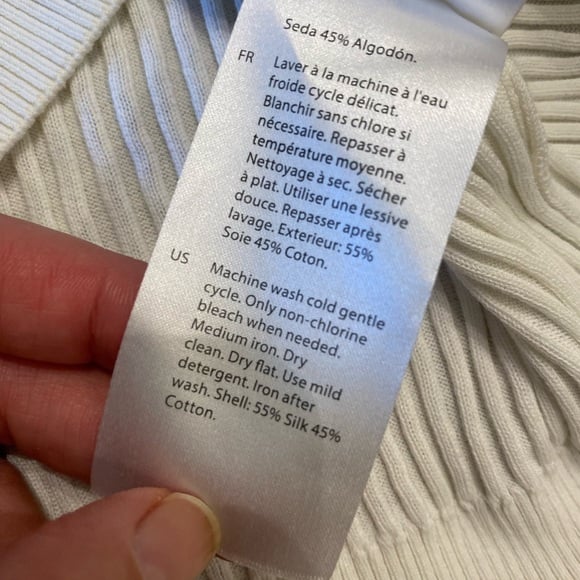 Seda 45% Algodón.
FR
Laver à la machine à l'eau
froide cycle délicat.
Blanchir sans chlore si
nécessaire. Repasser à
température moyenne.
Nettoyage à sec. Sécher
à plat. Utiliser une lessive
douce. Repasser après
lavage. Exterieur: 55%
Soie 45% Coton.
US
Machine wash cold gentle
cycle. Only non-chlorine
bleach when needed.
Medium iron. Dry
clean. Dry flat. Use mild
detergent. Iron after
wash. Shell: 55% Silk 45%
Cotton.